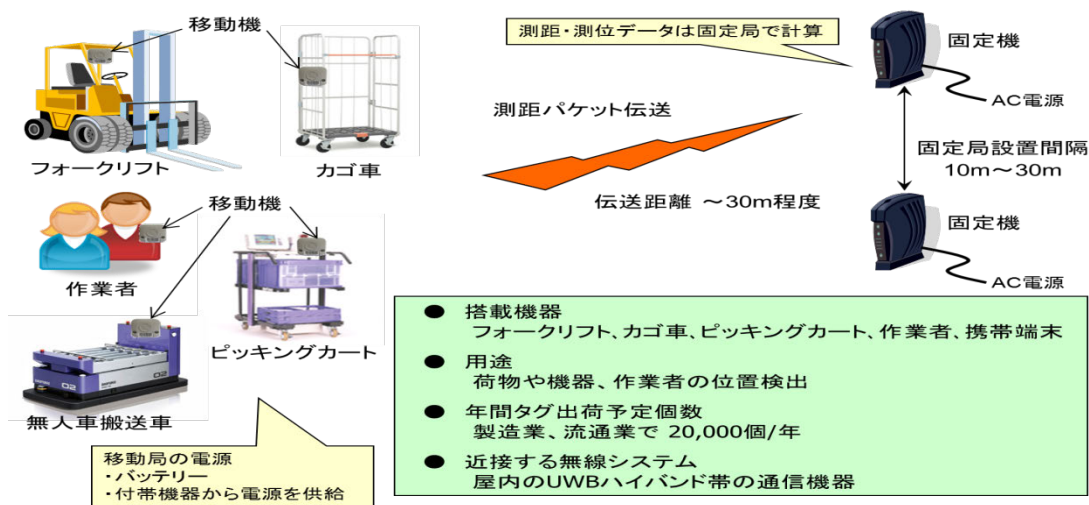 移動機
測距・測位データは固定局で計算
固定機
AC電源
測距パケット伝送
フォークリフト
カゴ車
固定局設置間隔
10m～30m
移動機
伝送距離 ～30m程度
固定機
作業者
AC電源
ピッキングカート
無人車搬送車
● 搭載機器
フォークリフト、カゴ車、ピッキングカート、作業者、携帯端末
● 用途
荷物や機器、作業者の位置検出
● 年間タグ出荷予定個数
製造業、流通業で 20,000個/年
● 近接する無線システム
屋内のUWBハイバンド帯の通信機器
移動局の電源
・バッテリー
・付帯機器から電源を供給